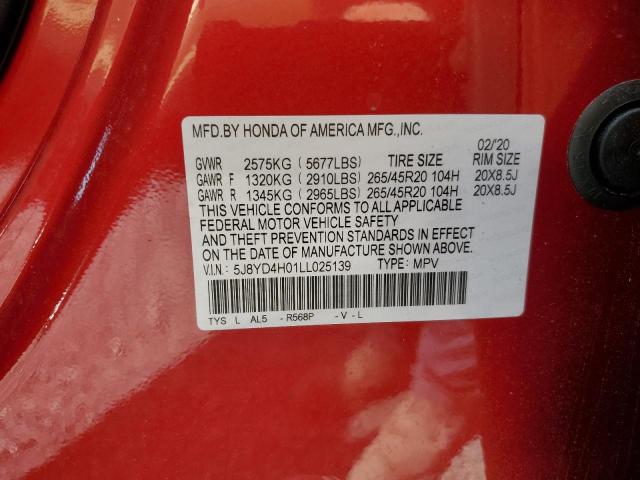 MFD.BY HONDA OF AMERICA MFG.,INC.
02/'20
GVWR 2575KG (5677LBS) TIRE SIZE RIM SIZE
GAWR F 1320KG (2910LBS) 265/45R20 104H 20X8.5J
GAWR R 1345KG (2965LBS) 265/45R20 104H 20X8.5J
THIS VEHICLE CONFORMS TO ALL APPLICABLE
FEDERAL MOTOR VEHICLE SAFETY
AND THEFT PREVENTION STANDARDS IN EFFECT
ON THE DATE OF MANUFACTURE SHOWN ABOVE.
V.I.N.: 5J8YD4H01LL025139 TYPE: MPV
TYS L AL5 - R568P - V - L